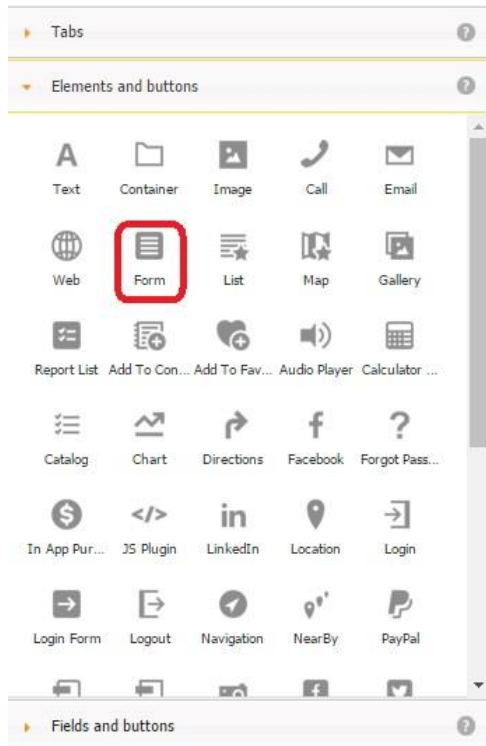 Tabs
Elements and buttons
Text Container Image Call Email
Web Form List Map Gallery
Report List Add To Con... Add To Fav... Audio Player Calculator ...
Catalog Chart Directions Facebook Forgot Pass...
In App Pur... JS Plugin LinkedIn Location Login
Login Form Logout Navigation NearBy PayPal
Fields and buttons